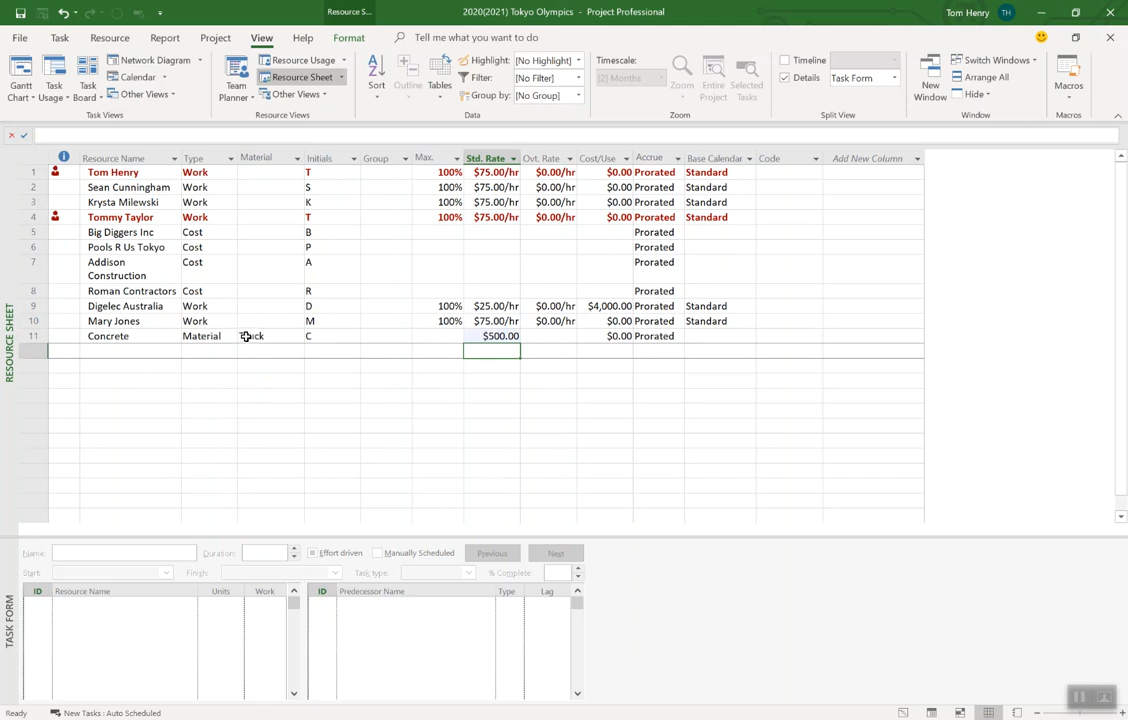 Resource S... 2020(2021) Tokyo Olympics - Project Professional Tom Henry TH
File Task Resource Report Project View Help Format Tell me what you want to do
Gantt Chart Task Usage Task Board Network Diagram Calendar Other Views Task Views
Team Planner Resource Usage Resource Sheet Other Views Resource Views
Sort Outline Tables Highlight: [No Highlight] Filter: [No Filter] Group by: [No Group] Data
Timescale: [2] Months Zoom Entire Project Selected Tasks Zoom
Timeline Details Task Form Split View
New Window Switch Windows Arrange All Hide Window
Macros Macros
Resource Name Type Material Initials Group Max. Std. Rate Ovt. Rate Cost/Use Accrue Base Calendar Code Add New Column
1 Tom Henry Work T 100% $75.00/hr $0.00/hr $0.00 Prorated Standard
2 Sean Cunningham Work S 100% $75.00/hr $0.00/hr $0.00 Prorated Standard
3 Krysta Milewski Work K 100% $75.00/hr $0.00/hr $0.00 Prorated Standard
4 Tommy Taylor Work T 100% $75.00/hr $0.00/hr $0.00 Prorated Standard
5 Big Diggers Inc Cost B Prorated
6 Pools R Us Tokyo Cost P Prorated
7 Addison Cost A Prorated
Construction
8 Roman Contractors Cost R Prorated
9 Digelec Australia Work D 100% $25.00/hr $0.00/hr $4,000.00 Prorated Standard
10 Mary Jones Work M 100% $75.00/hr $0.00/hr $0.00 Prorated Standard
11 Concrete Material Truck C $500.00 $0.00 Prorated
RESOURCE SHEET
Name: Duration: Effort driven Manually Scheduled Previous Next
Start: Finish: Task type: % Complete
ID Resource Name Units Work ID Predecessor Name Type Lag
TASK FORM
Ready New Tasks : Auto Scheduled